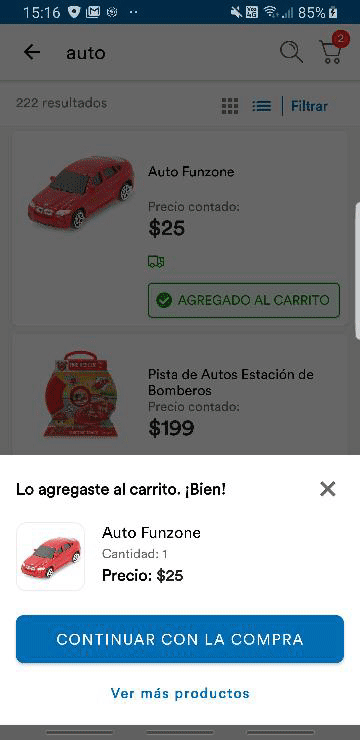 15:16 85%
auto 2
222 resultados Filtrar
Auto Funzone
Precio contado:
$25
AGREGADO AL CARRITO
Pista de Autos Estación de
Bomberos
Precio contado:
$199
Lo agregaste al carrito. ¡Bien!
Auto Funzone
Cantidad: 1
Precio: $25
CONTINUAR CON LA COMPRA
Ver más productos